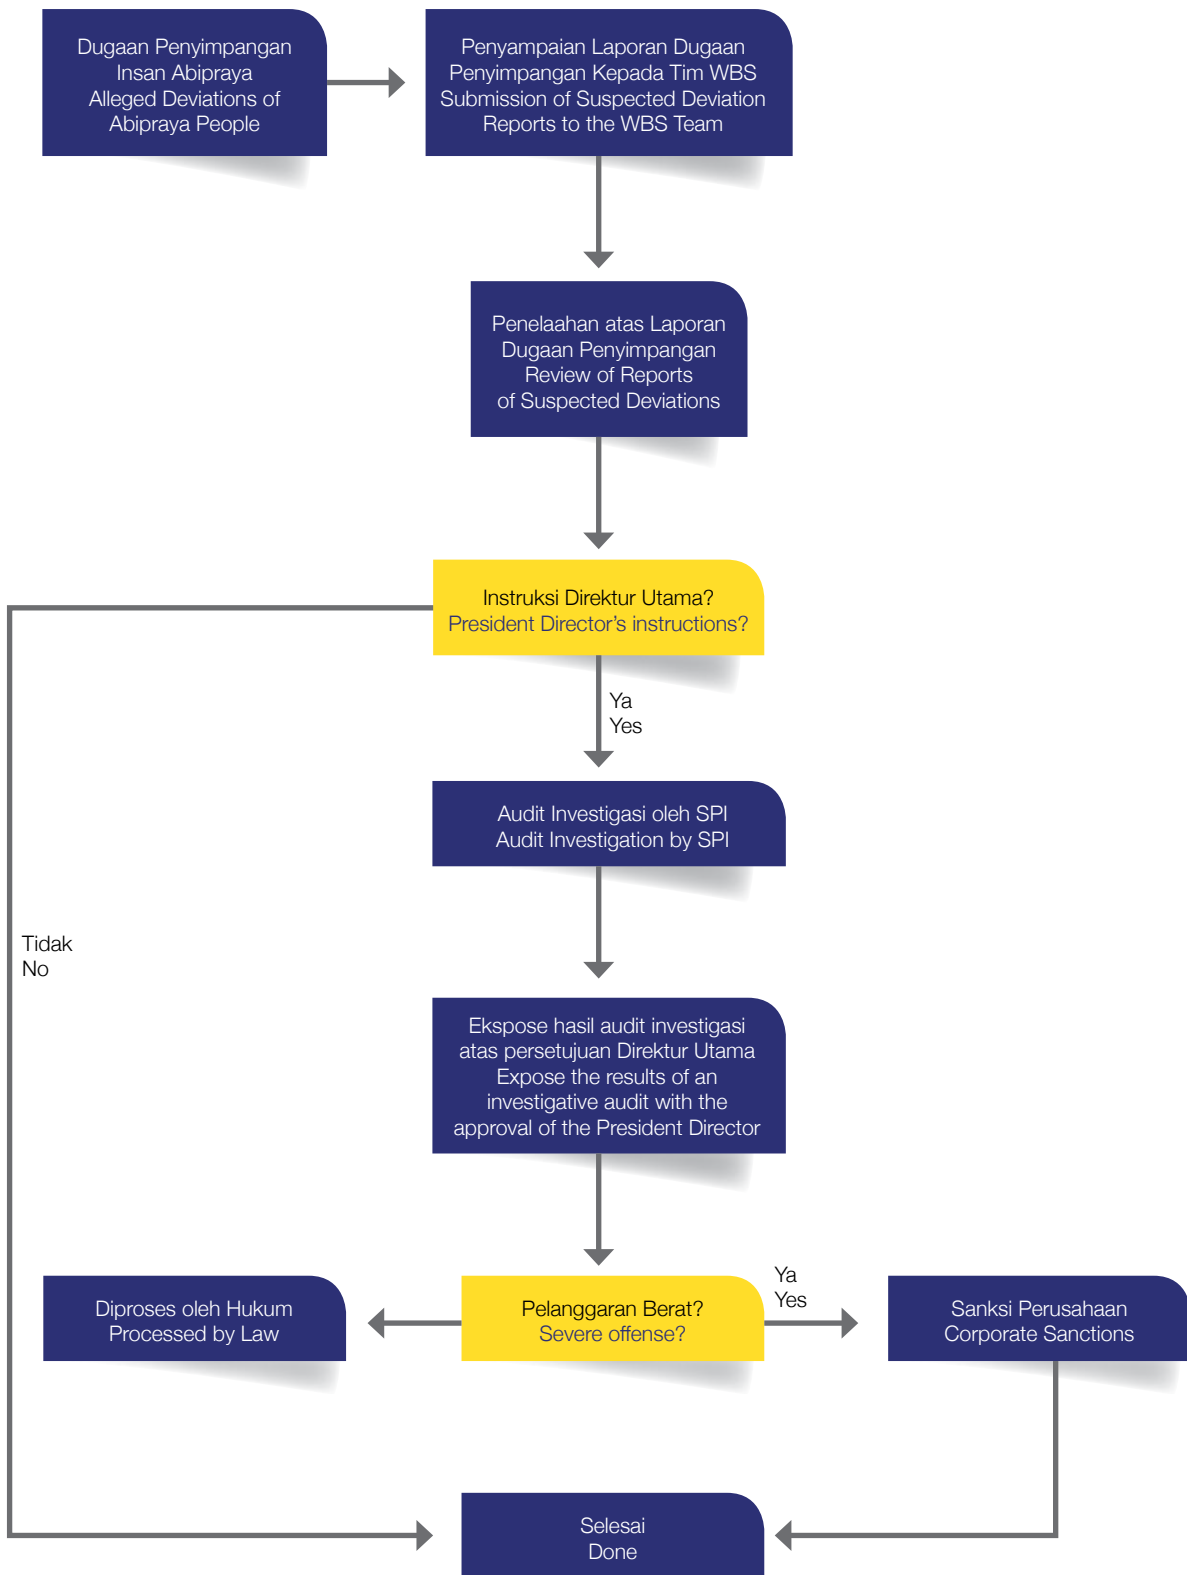 Dugaan Penyimpangan
Insan Abipraya
Alleged Deviations of
Abipraya People
Penyampaian Laporan Dugaan
Penyimpangan Kepada Tim WBS
Submission of Suspected Deviation
Reports to the WBS Team
Penelaahan atas Laporan
Dugaan Penyimpangan
Review of Reports
of Suspected Deviations
Instruksi Direktur Utama?
President Director’s instructions?
Ya
Yes
Audit Investigasi oleh SPI
Audit Investigation by SPI
Tidak
No
Ekspose hasil audit investigasi
atas persetujuan Direktur Utama
Expose the results of an
investigative audit with the
approval of the President Director
Diproses oleh Hukum
Processed by Law
Pelanggaran Berat?
Severe offense?
Ya
Yes
Sanksi Perusahaan
Corporate Sanctions
Selesai
Done